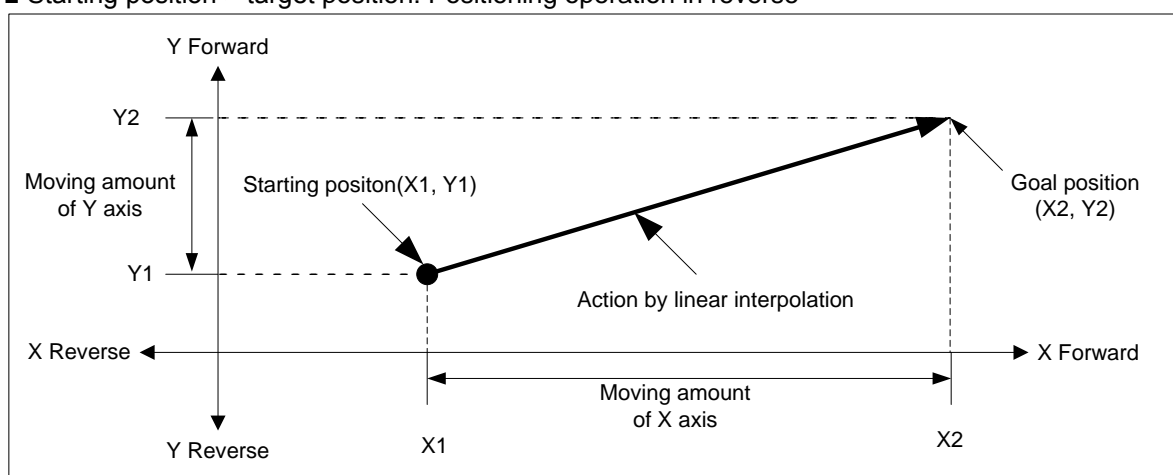 Starting position target position: Positioning operation in reverse
Y Forward
Y2
Moving amount
of Y axis
Starting positon(X1, Y1)
Goal position
(X2, Y2)
Y1
Action by linear interpolation
X Reverse
X Forward
Moving amount
of X axis
Y Reverse
X1
X2